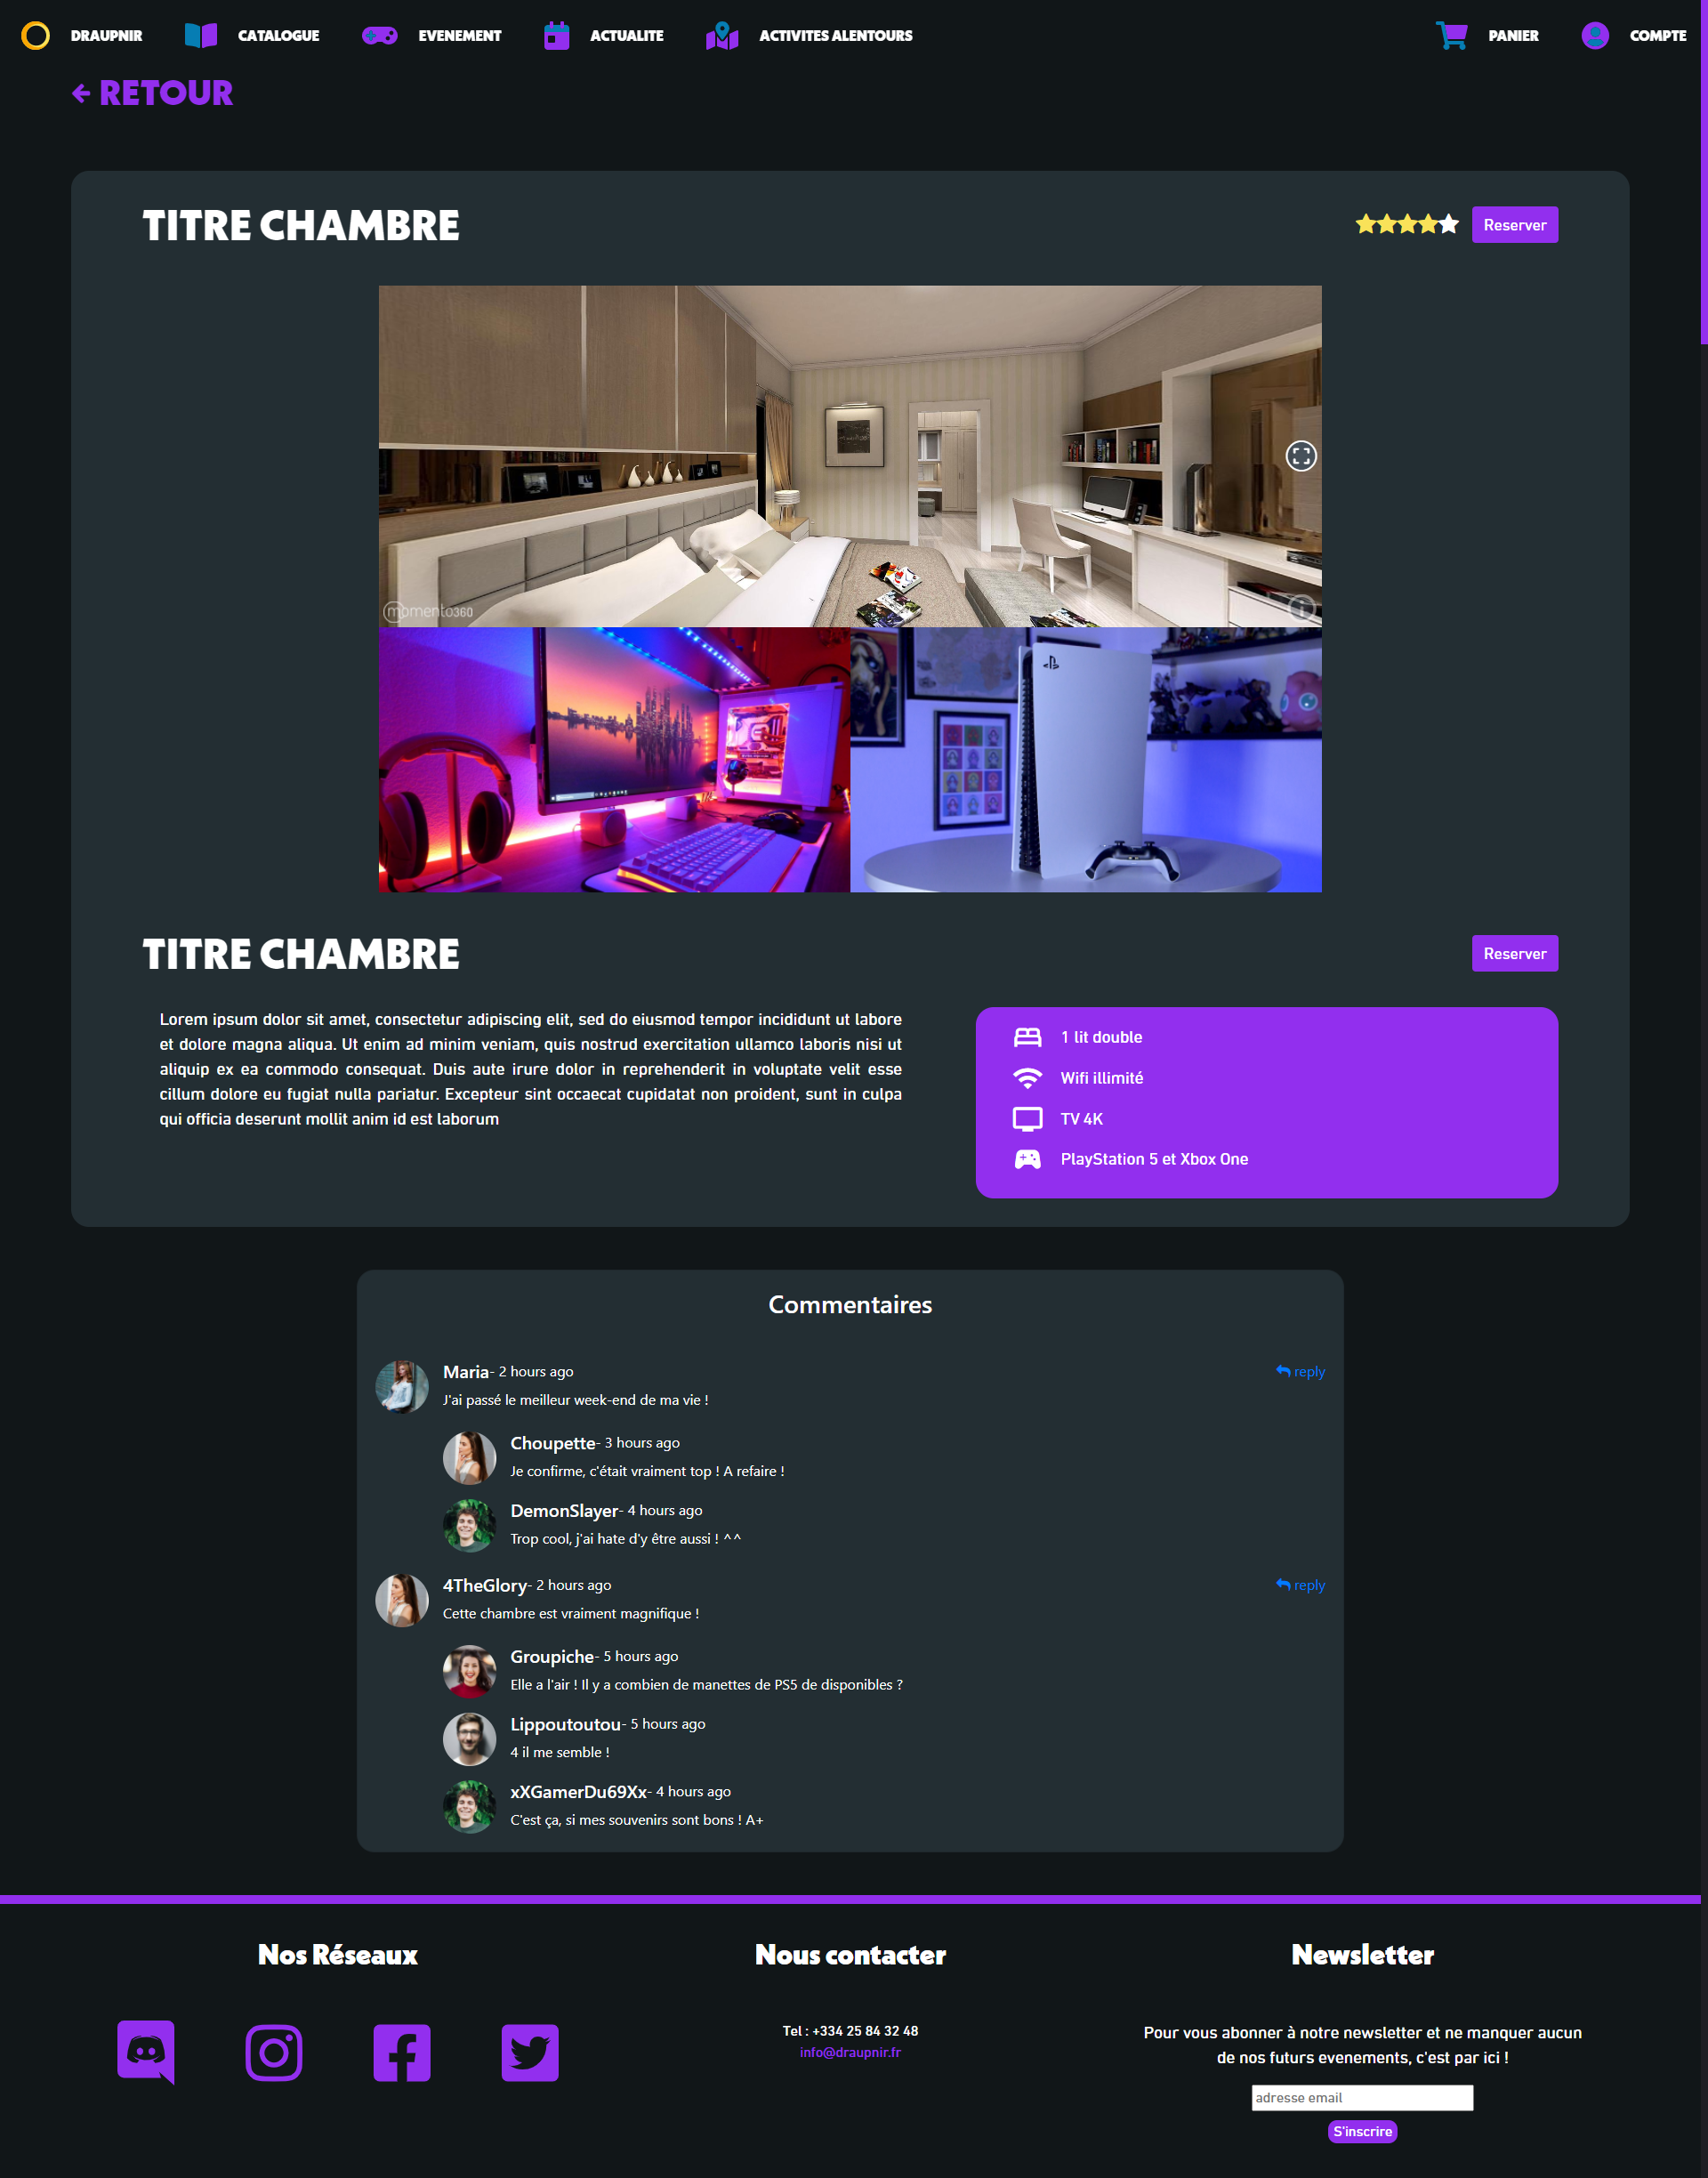 DRAUPNIR CATALOGUE EVENEMENT ACTUALITE ACTIVITES ALENTOURS PANIER COMPTE
← RETOUR
TITRE CHAMBRE
Reserver
momento360
TITRE CHAMBRE
Reserver
Lorem ipsum dolor sit amet, consectetur adipiscing elit, sed do eiusmod tempor incididunt ut labore
et dolore magna aliqua. Ut enim ad minim veniam, quis nostrud exercitation ullamco laboris nisi ut
aliquip ex ea commodo consequat. Duis aute irure dolor in reprehenderit in voluptate velit esse
cillum dolore eu fugiat nulla pariatur. Excepteur sint occaecat cupidatat non proident, sunt in culpa
qui officia deserunt mollit anim id est laborum
1 lit double
Wifi illimité
TV 4K
PlayStation 5 et Xbox One
Commentaires
Maria- 2 hours ago
reply
J'ai passé le meilleur week-end de ma vie !
Choupette- 3 hours ago
Je confirme, c'était vraiment top ! A refaire !
DemonSlayer- 4 hours ago
Trop cool, j'ai hate d'y être aussi ! ^^
4TheGlory- 2 hours ago
reply
Cette chambre est vraiment magnifique !
Groupiche- 5 hours ago
Elle a l'air ! Il y a combien de manettes de PS5 de disponibles ?
Lippoutoutou- 5 hours ago
4 il me semble !
xXGamerDu69Xx- 4 hours ago
C'est ça, si mes souvenirs sont bons ! A+
Nos Réseaux
Nous contacter
Tel : +334 25 84 32 48
info@draupnir.fr
Newsletter
Pour vous abonner à notre newsletter et ne manquer aucun
de nos futurs evenements, c'est par ici !
adresse email
S'inscrire